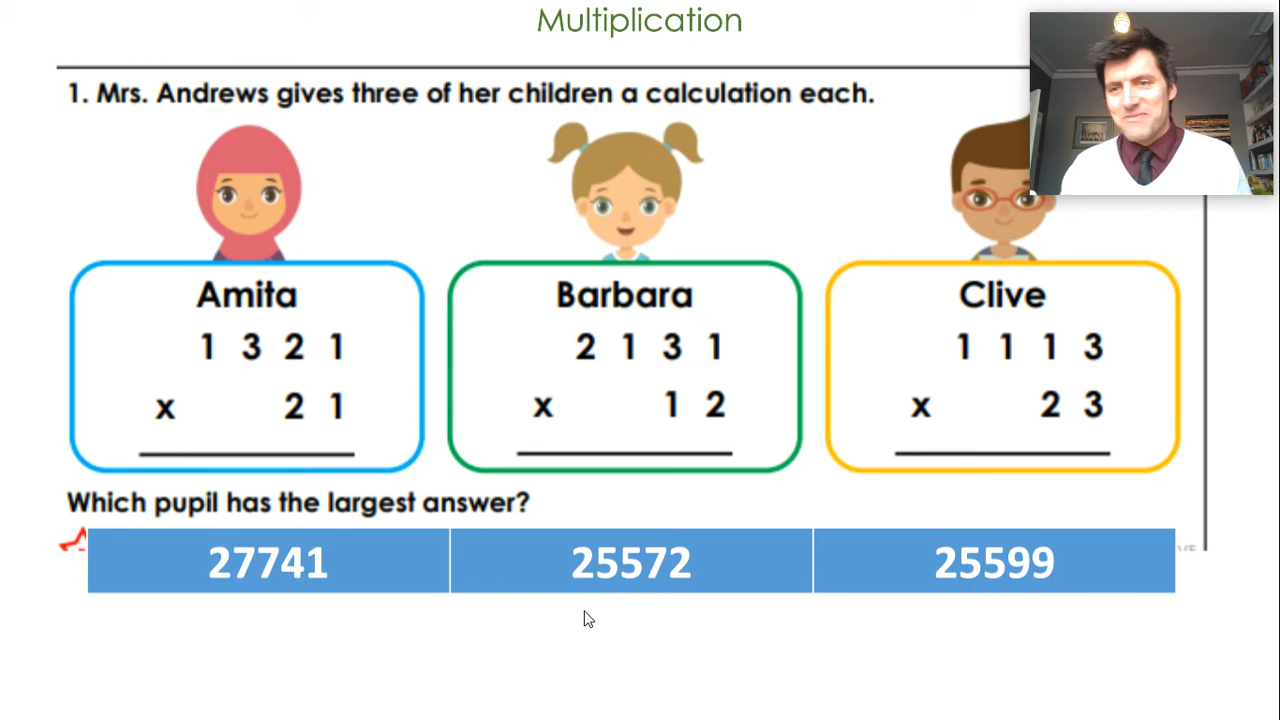 Multiplication
1. Mrs. Andrews gives three of her children a calculation each.
Amita
1 3 2 1
x 2 1
Barbara
2 1 3 1
x 1 2
Clive
1 1 1 3
x 2 3
Which pupil has the largest answer?
27741 25572 25599